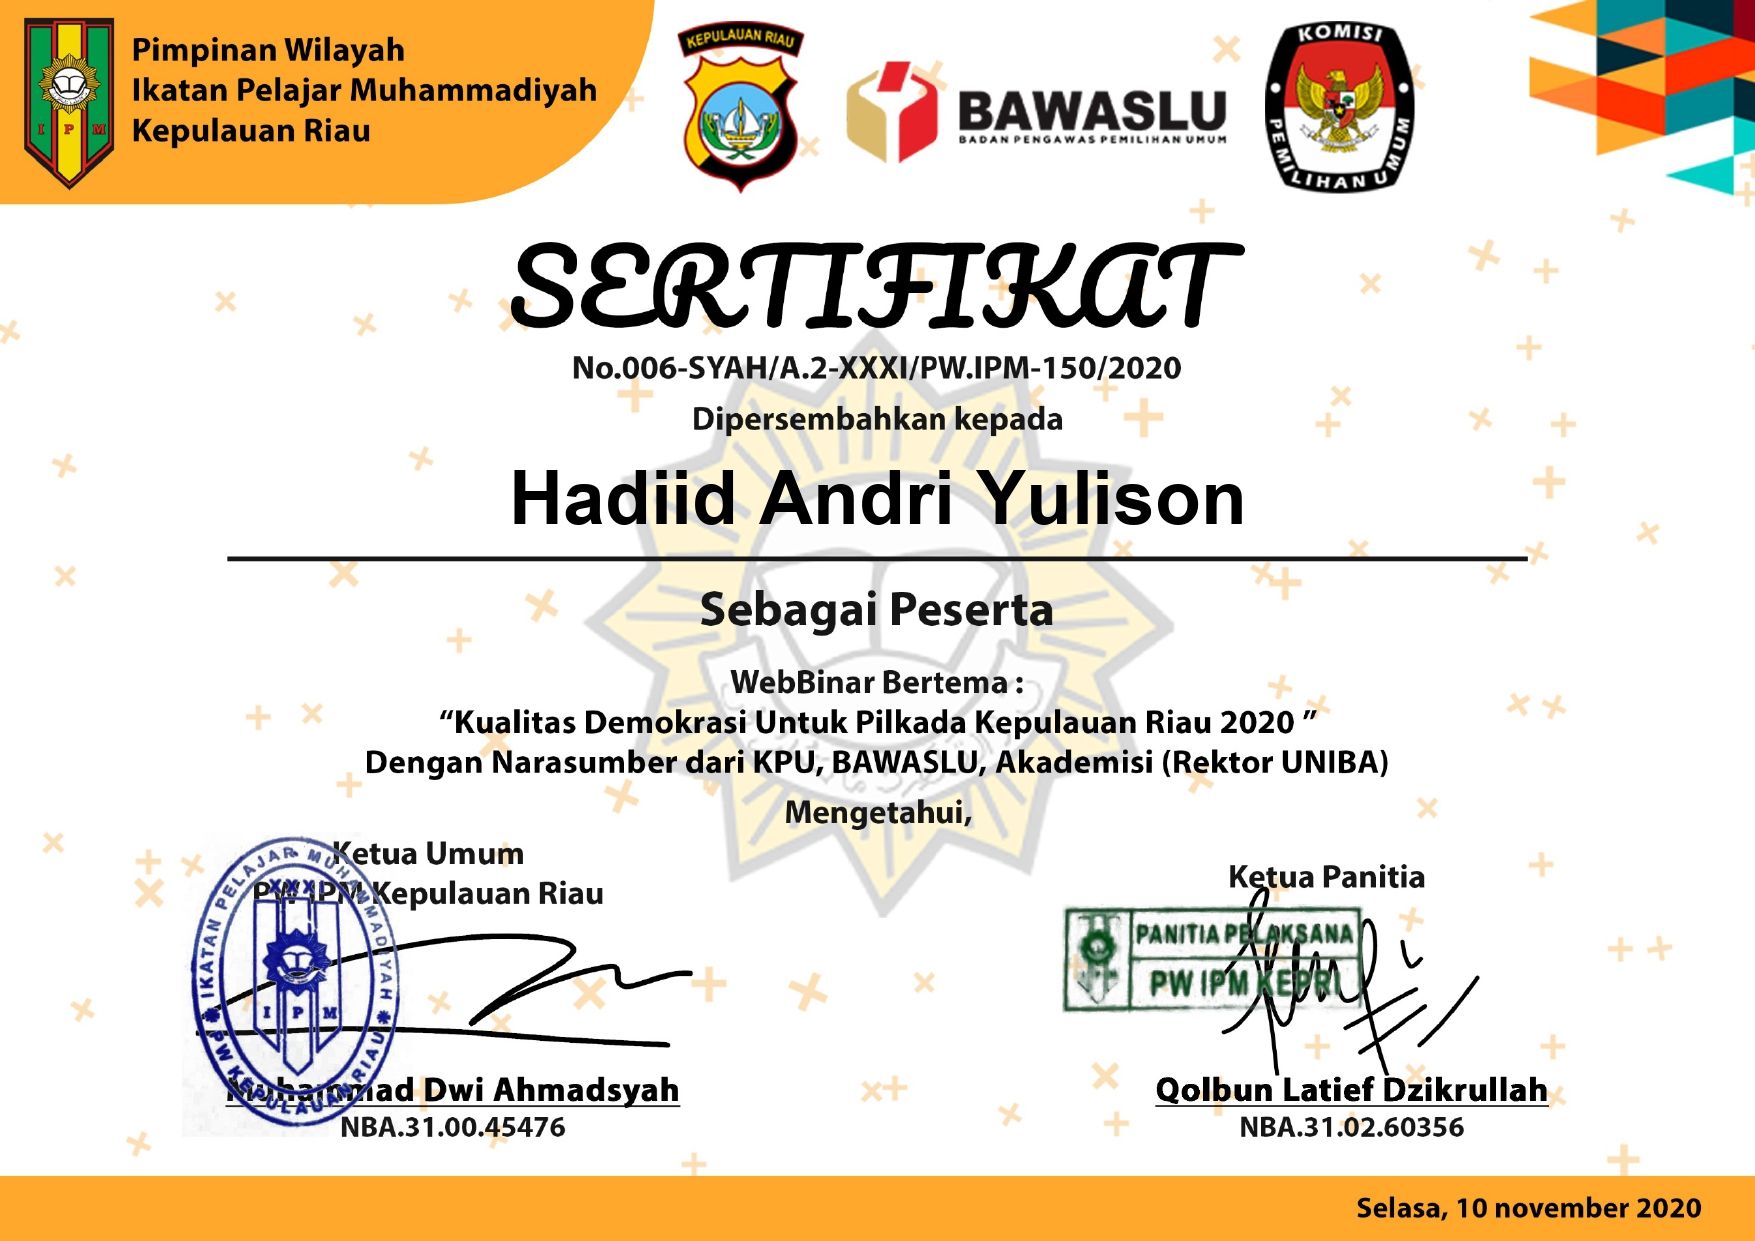 Pimpinan Wilayah
Ikatan Pelajar Muhammadiyah
Kepulauan Riau
I P M
KEPULAUAN RIAU
BAWASLU
BADAN PENGAWAS PEMILIHAN UMUM
KOMISI
PEMILIHAN UMUM
SERTIFIKAT
No.006-SYAH/A.2-XXXI/PW.IPM-150/2020
Dipersembahkan kepada
Hadiid Andri Yulison
Sebagai Peserta
WebBinar Bertema :
“Kualitas Demokrasi Untuk Pilkada Kepulauan Riau 2020 ”
Dengan Narasumber dari KPU, BAWASLU, Akademisi (Rektor UNIBA)
Mengetahui,
Ketua Umum
PW IPM Kepulauan Riau
IKATAN PELAJAR MUHAMMADIYAH
XXXI
I P M
PW KEPULAUAN RIAU
Muhammad Dwi Ahmadsyah
NBA.31.00.45476
Ketua Panitia
PANITIA PELAKSANA
PW IPM KEPRI
Qolbun Latief Dzikrullah
NBA.31.02.60356
Selasa, 10 november 2020